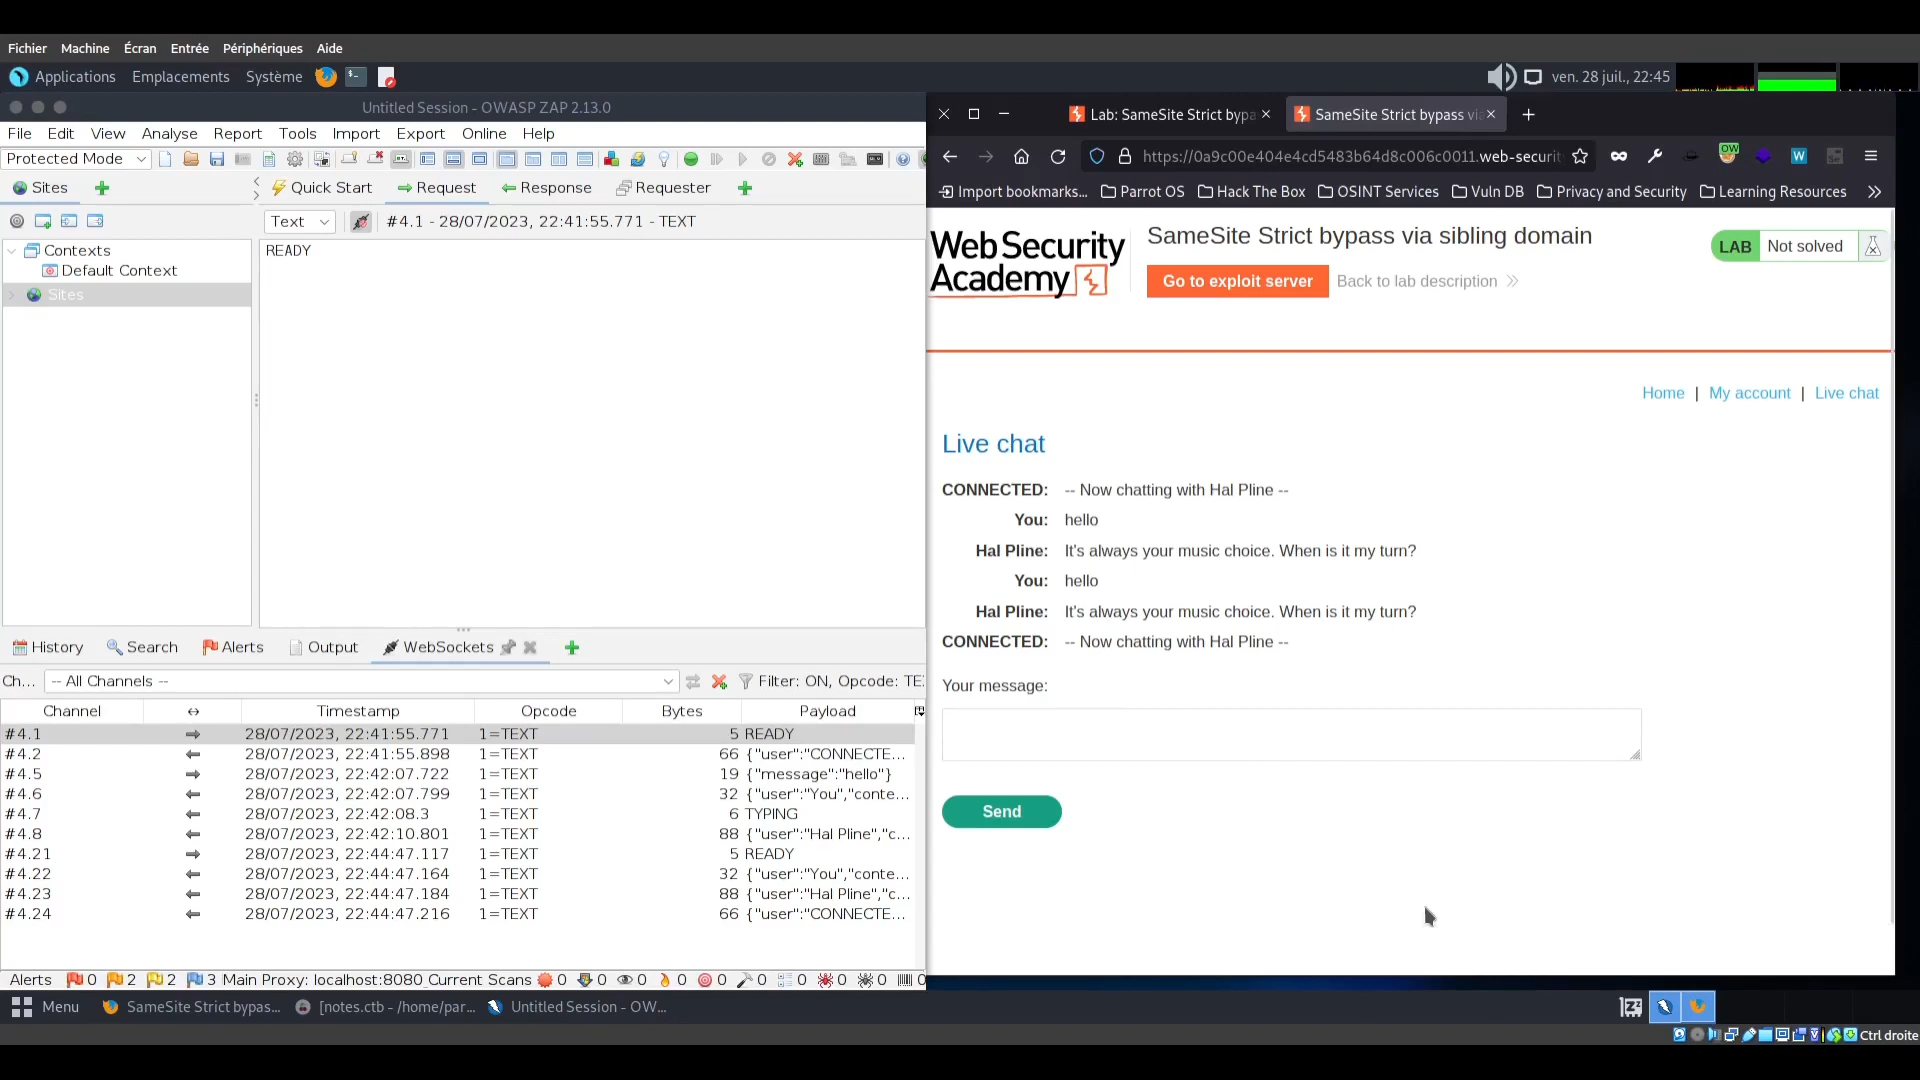 Fichier Machine Écran Entrée Périphériques Aide
Applications Emplacements Système ven. 28 juil., 22:45
Untitled Session - OWASP ZAP 2.13.0
File Edit View Analyse Report Tools Import Export Online Help
Protected Mode
Sites Quick Start Request Response Requester
Text #4.1 - 28/07/2023, 22:41:55.771 - TEXT
Contexts
Default Context
Sites
READY
History Search Alerts Output WebSockets
Ch... -- All Channels -- Filter: ON, Opcode: TE
Channel Timestamp Opcode Bytes Payload
#4.1 28/07/2023, 22:41:55.771 1=TEXT 5 READY
#4.2 28/07/2023, 22:41:55.898 1=TEXT 66 {"user":"CONNECTE...
#4.5 28/07/2023, 22:42:07.722 1=TEXT 19 {"message":"hello"}
#4.6 28/07/2023, 22:42:07.799 1=TEXT 32 {"user":"You","conte...
#4.7 28/07/2023, 22:42:08.3 1=TEXT 6 TYPING
#4.8 28/07/2023, 22:42:10.801 1=TEXT 88 {"user":"Hal Pline","c...
#4.21 28/07/2023, 22:44:47.117 1=TEXT 5 READY
#4.22 28/07/2023, 22:44:47.164 1=TEXT 32 {"user":"You","conte...
#4.23 28/07/2023, 22:44:47.184 1=TEXT 88 {"user":"Hal Pline","c...
#4.24 28/07/2023, 22:44:47.216 1=TEXT 66 {"user":"CONNECTE...
Alerts 0 2 2 3 Main Proxy: localhost:8080 Current Scans 0 0 0 0 0 0 0 0 0 0
Lab: SameSite Strict bypa SameSite Strict bypass via
https://0a9c00e404e4cd5483b64d8c006c0011.web-securit OW W
Import bookmarks... Parrot OS Hack The Box OSINT Services Vuln DB Privacy and Security Learning Resources
Web Security
Academy
SameSite Strict bypass via sibling domain
Go to exploit server Back to lab description
LAB Not solved
Home | My account | Live chat
Live chat
CONNECTED: -- Now chatting with Hal Pline --
You: hello
Hal Pline: It's always your music choice. When is it my turn?
You: hello
Hal Pline: It's always your music choice. When is it my turn?
CONNECTED: -- Now chatting with Hal Pline --
Your message:
Send
Menu SameSite Strict bypas... [notes.ctb - /home/par... Untitled Session - OW...
Ctrl droite